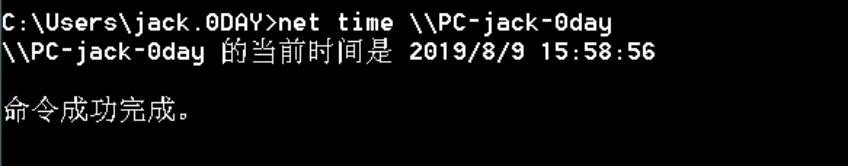 C:\Users\jack.0DAY>net time \\PC-jack-0day
\\PC-jack-0day 的当前时间是 2019/8/9 15:58:56
命令成功完成。